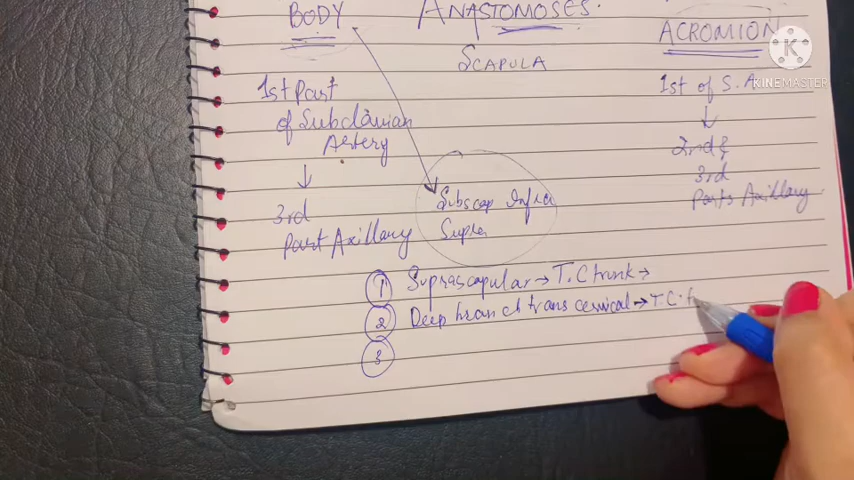 BODY
ANASTOMOSES.
SCAPULA
ACROMION
KINEMASTER
1st Part
of Subclavian
Artery
↓
3rd
part Axillary
Subscap Infra
Supra
1st of S.A
↓
2nd &
3rd
Parts Axillary
① Suprascapular → T.C trunk →
② Deep branch trans cervical → T.C.
③